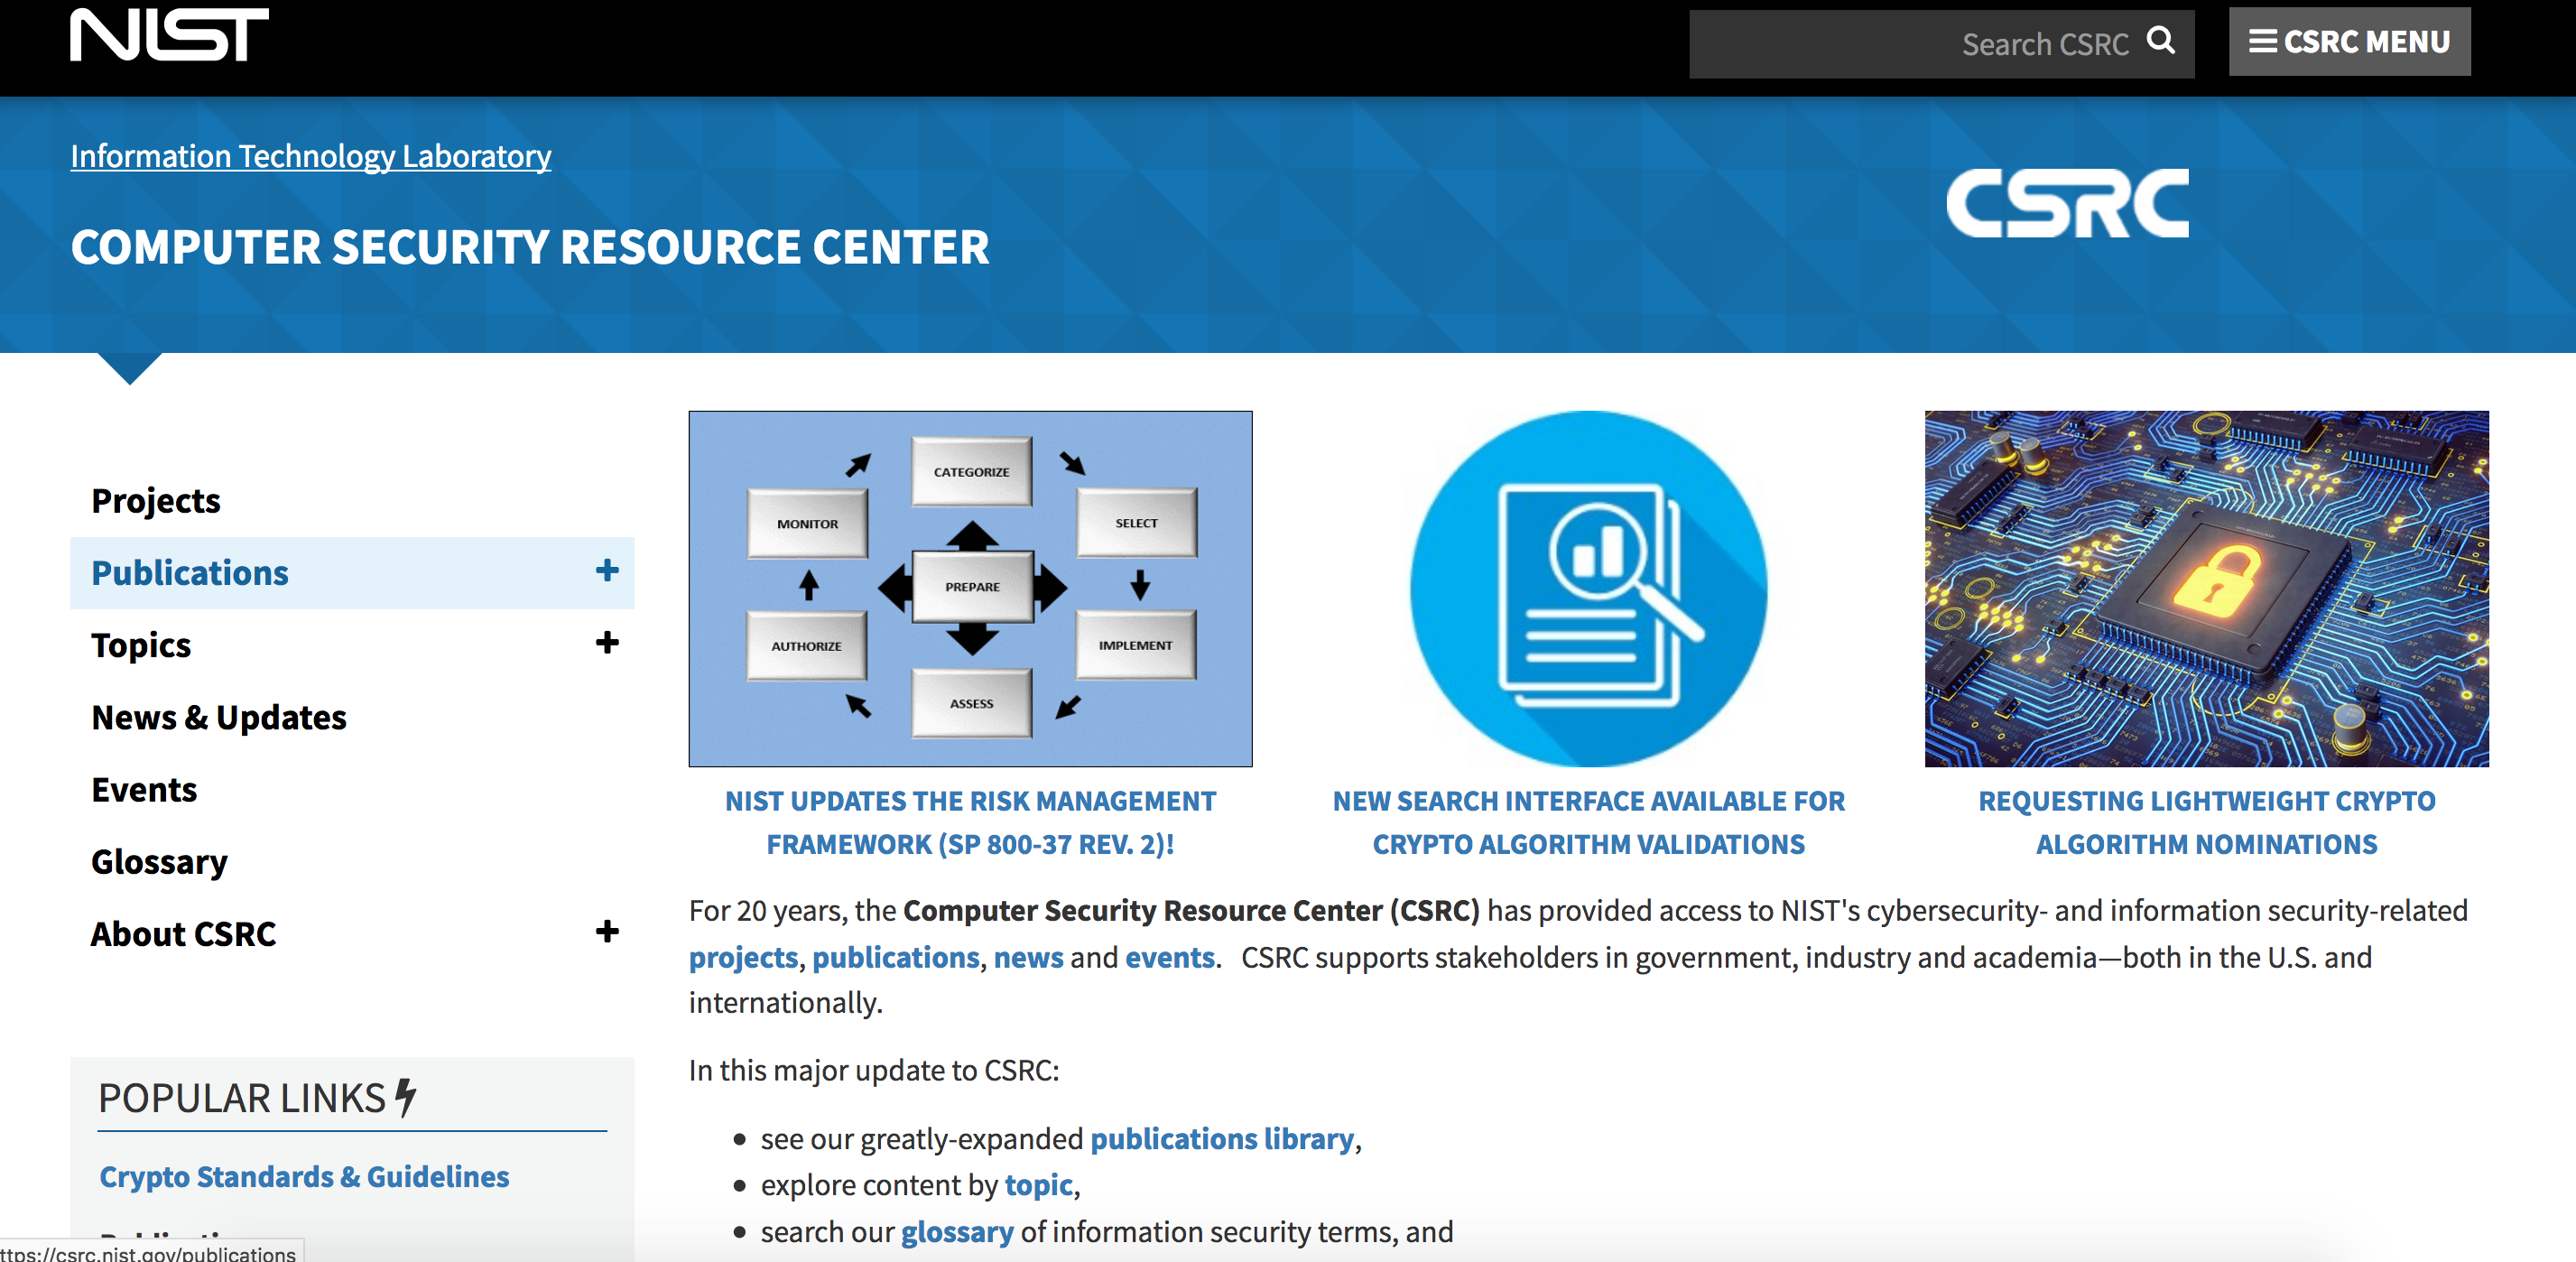 NIST
Search CSRC
CSRC MENU
Information Technology Laboratory
COMPUTER SECURITY RESOURCE CENTER
CSRC
Projects
Publications +
Topics +
News & Updates
Events
Glossary
About CSRC +
POPULAR LINKS
Crypto Standards & Guidelines
ttps://csrc.nist.gov/publications
CATEGORIZE
MONITOR
SELECT
PREPARE
AUTHORIZE
IMPLEMENT
ASSESS
NIST UPDATES THE RISK MANAGEMENT
FRAMEWORK (SP 800-37 REV. 2)!
NEW SEARCH INTERFACE AVAILABLE FOR
CRYPTO ALGORITHM VALIDATIONS
REQUESTING LIGHTWEIGHT CRYPTO
ALGORITHM NOMINATIONS
For 20 years, the Computer Security Resource Center (CSRC) has provided access to NIST's cybersecurity- and information security-related
projects, publications, news and events. CSRC supports stakeholders in government, industry and academia—both in the U.S. and
internationally.
In this major update to CSRC:
• see our greatly-expanded publications library,
• explore content by topic,
• search our glossary of information security terms, and